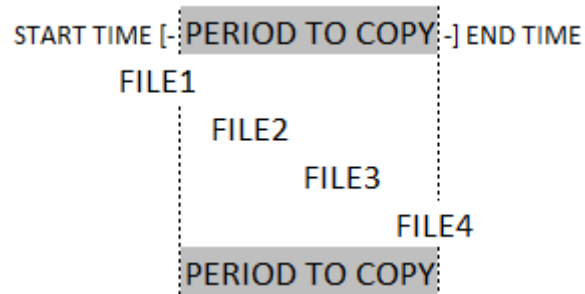 START TIME [- PERIOD TO COPY -] END TIME
FILE1
FILE2
FILE3
FILE4
PERIOD TO COPY